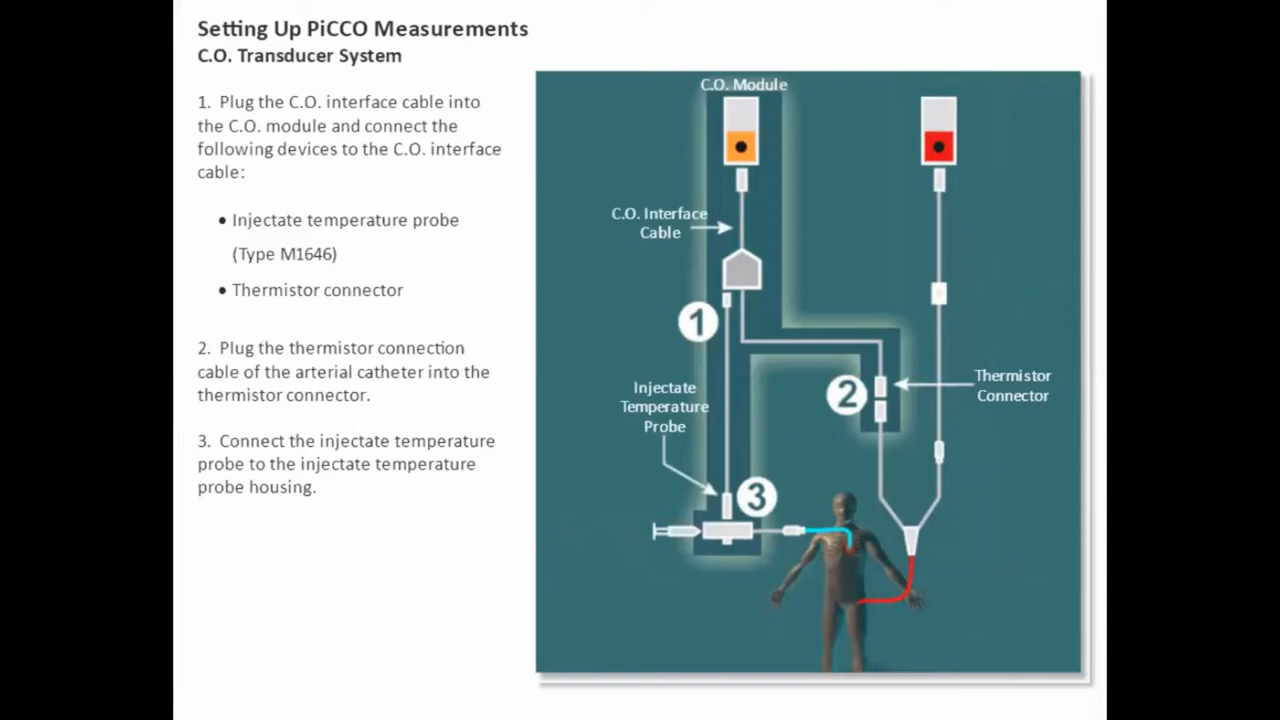 Setting Up PiCCO Measurements
C.O. Transducer System
1. Plug the C.O. interface cable into
the C.O. module and connect the
following devices to the C.O. interface
cable:
• Injectate temperature probe
(Type M1646)
• Thermistor connector
2. Plug the thermistor connection
cable of the arterial catheter into the
thermistor connector.
3. Connect the injectate temperature
probe to the injectate temperature
probe housing.
C.O. Module
C.O. Interface
Cable
1
Injectate
Temperature
Probe
2
Thermistor
Connector
3